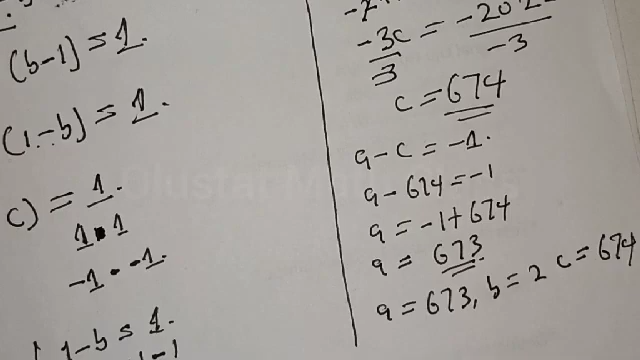 (b-1) = 1.
(1-b) = 1.
c) = 1.
1 • 1
-1 • -1.
1-b = 1.
-3c = -202
3 -3
c = 674
a - c = -1.
a - 674 = -1
a = -1 + 674
a = 673
a = 673, b = 2 c = 674